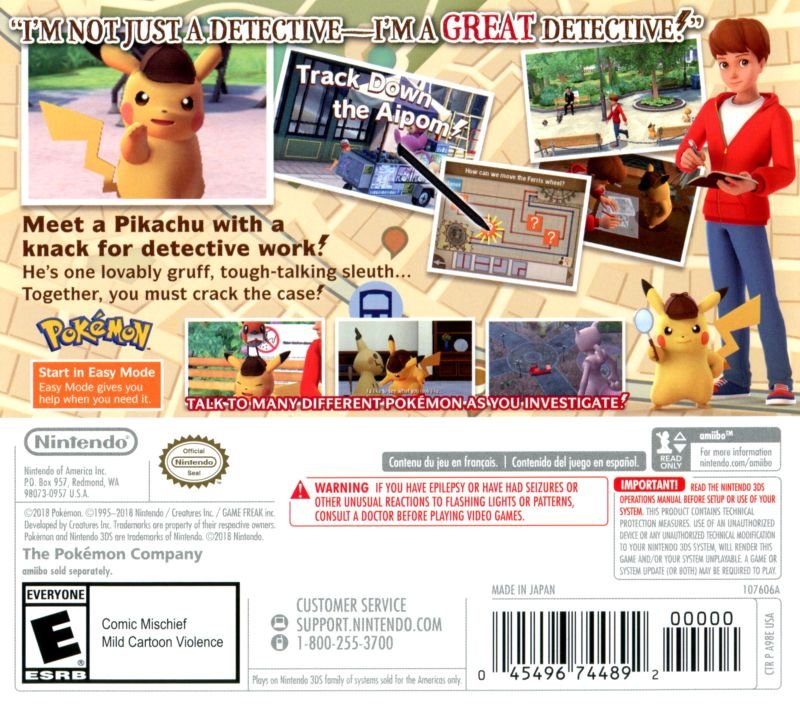 “I’M NOT JUST A DETECTIVE—I’M A GREAT DETECTIVE!”
Track Down
the Aipom!
How can we move the Ferris wheel?
?
?
Meet a Pikachu with a
knack for detective work!
He’s one lovably gruff, tough-talking sleuth...
Together, you must crack the case!
POKéMON
Start in Easy Mode
Easy Mode gives you
help when you need it.
TALK TO MANY DIFFERENT POKÉMON AS YOU INVESTIGATE!
Nintendo®
Nintendo of America Inc.
P.O. Box 957, Redmond, WA
98073-0957 U.S.A.
Official
Nintendo
Seal
Contenu du jeu en français. | Contenido del juego en español.
READ
ONLY
amiibo™
For more information
nintendo.com/amiibo
©2018 Pokémon. ©1995–2018 Nintendo / Creatures Inc. / GAME FREAK inc.
Developed by Creatures Inc. Trademarks are property of their respective owners.
Pokémon and Nintendo 3DS are trademarks of Nintendo. ©2018 Nintendo.
The Pokémon Company
amiibo sold separately.
WARNING IF YOU HAVE EPILEPSY OR HAVE HAD SEIZURES OR
OTHER UNUSUAL REACTIONS TO FLASHING LIGHTS OR PATTERNS,
CONSULT A DOCTOR BEFORE PLAYING VIDEO GAMES.
IMPORTANT! READ THE NINTENDO 3DS
OPERATIONS MANUAL BEFORE SETUP OR USE OF YOUR
SYSTEM. THIS PRODUCT CONTAINS TECHNICAL
PROTECTION MEASURES. USE OF AN UNAUTHORIZED
DEVICE OR ANY UNAUTHORIZED TECHNICAL MODIFICATION
TO YOUR NINTENDO 3DS SYSTEM, WILL RENDER THIS
GAME AND/OR YOUR SYSTEM UNPLAYABLE. A GAME OR
SYSTEM UPDATE (OR BOTH) MAY BE REQUIRED TO PLAY.
EVERYONE
E
ESRB
Comic Mischief
Mild Cartoon Violence
CUSTOMER SERVICE
SUPPORT.NINTENDO.COM
1-800-255-3700
Plays on Nintendo 3DS family of systems sold for the Americas only.
MADE IN JAPAN
107606A
00000
0 45496 74489 2
CTR P A98E USA